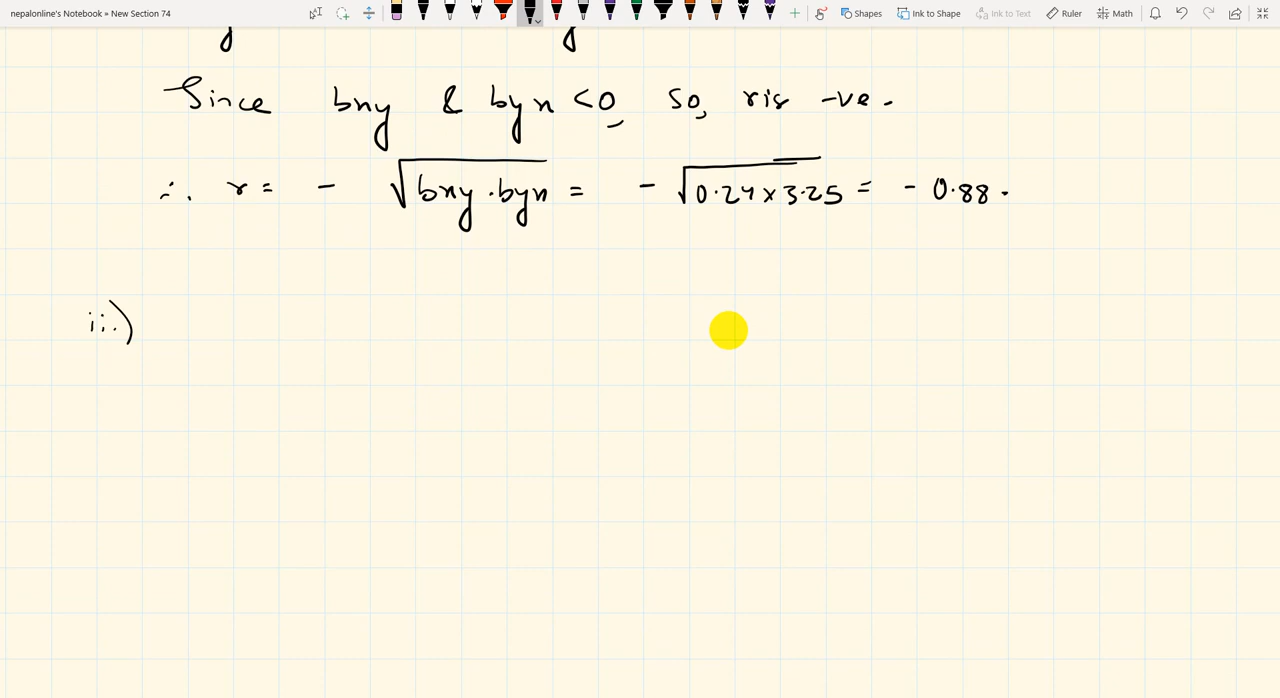 nepalonline's Notebook » New Section 74
Shapes Ink to Shape Ink to Text Ruler Math
Since bxy & byx <0, so, r is -ve.
∴ r = - √bxy.byx = - √0.24×3.25 = - 0.88.
ii.)